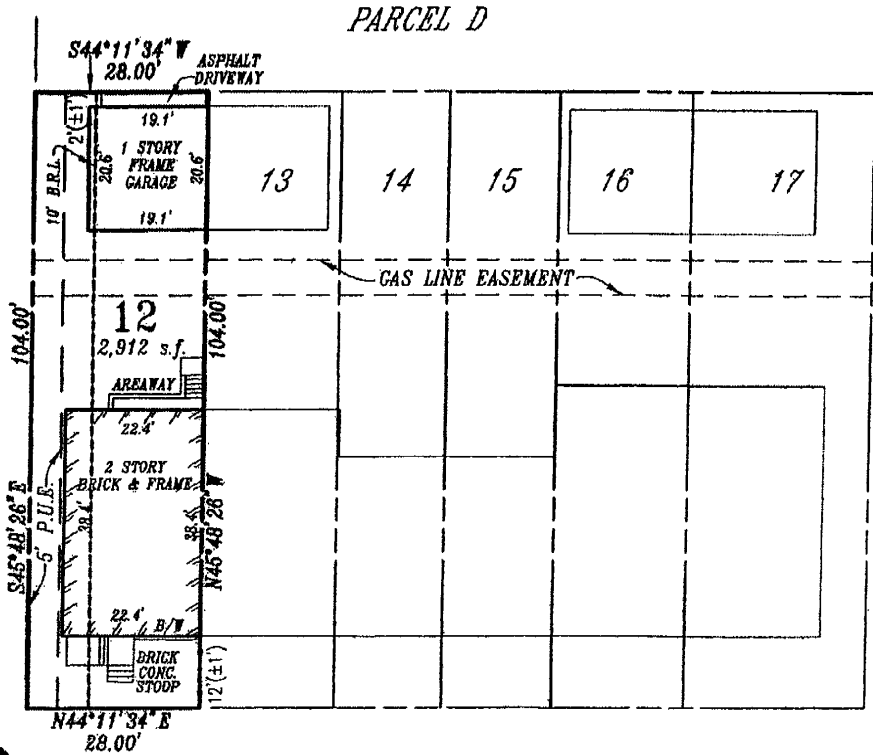 PARCEL D
S44°11'34" W
28.00'
ASPHALT
DRIVEWAY
2'(±1')
19.1'
10' B.R.L.
20.6'
1 STORY
FRAME
GARAGE
20.6'
19.1'
13
14
15
16
17
GAS LINE EASEMENT
104.00'
12
2,912 s.f.
104.00'
AREAWAY
22.4'
2 STORY
BRICK & FRAME
S45°48'26" E
5' P.U.E.
38.4'
38.4'
N45°48'26" W
22.4'
B/W
BRICK
CONC.
STOOP
12'(±1')
N44°11'34" E
28.00'